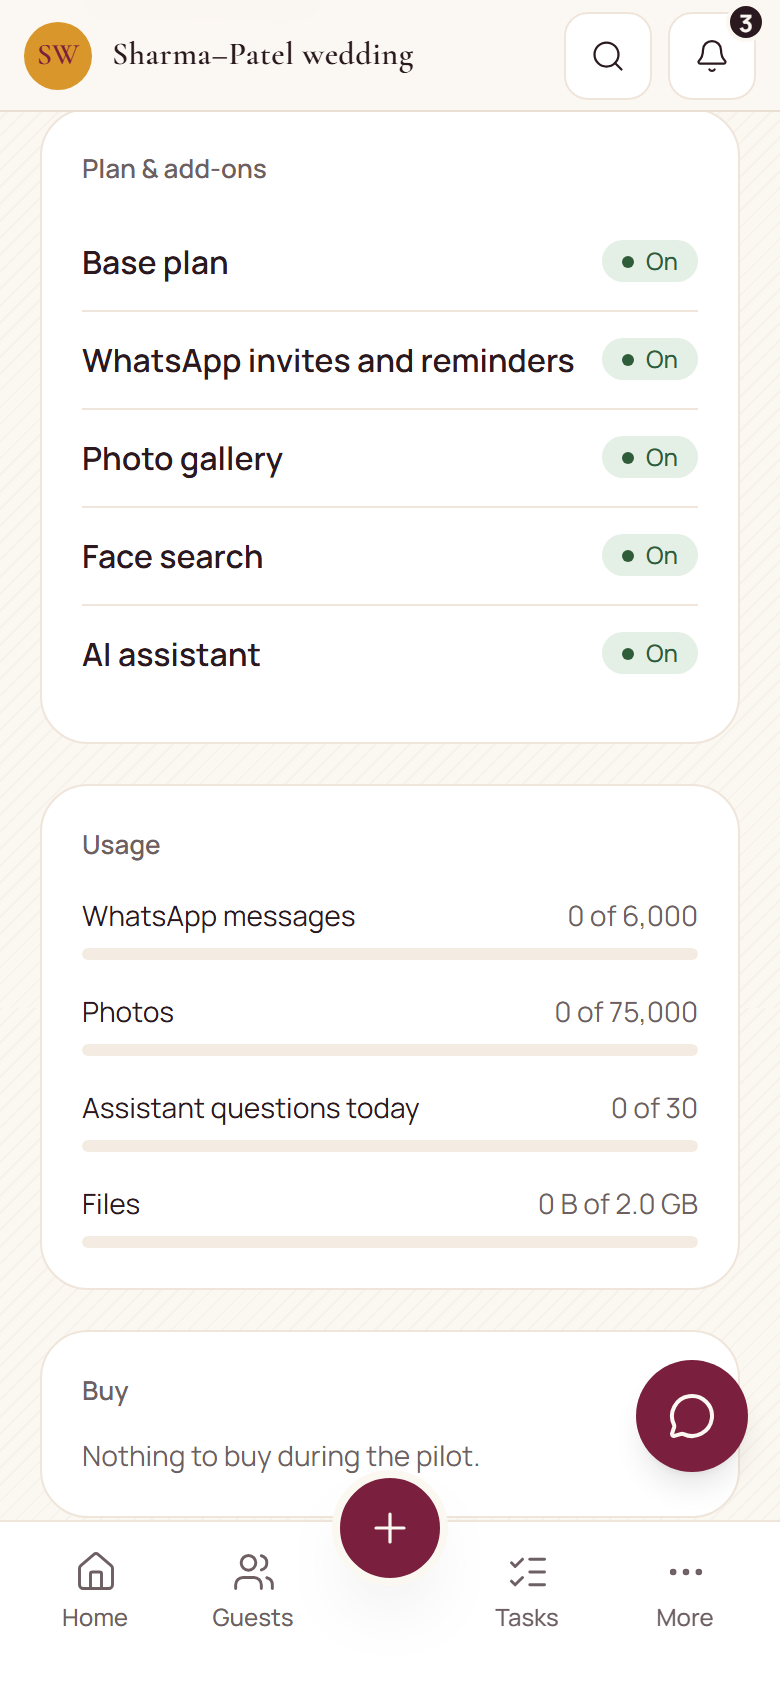 SW
Sharma–Patel wedding
3
Plan & add-ons
Base plan
On
WhatsApp invites and reminders
On
Photo gallery
On
Face search
On
AI assistant
On
Usage
WhatsApp messages
0 of 6,000
Photos
0 of 75,000
Assistant questions today
0 of 30
Files
0 B of 2.0 GB
Buy
Nothing to buy during the pilot.
Home
Guests
Tasks
More